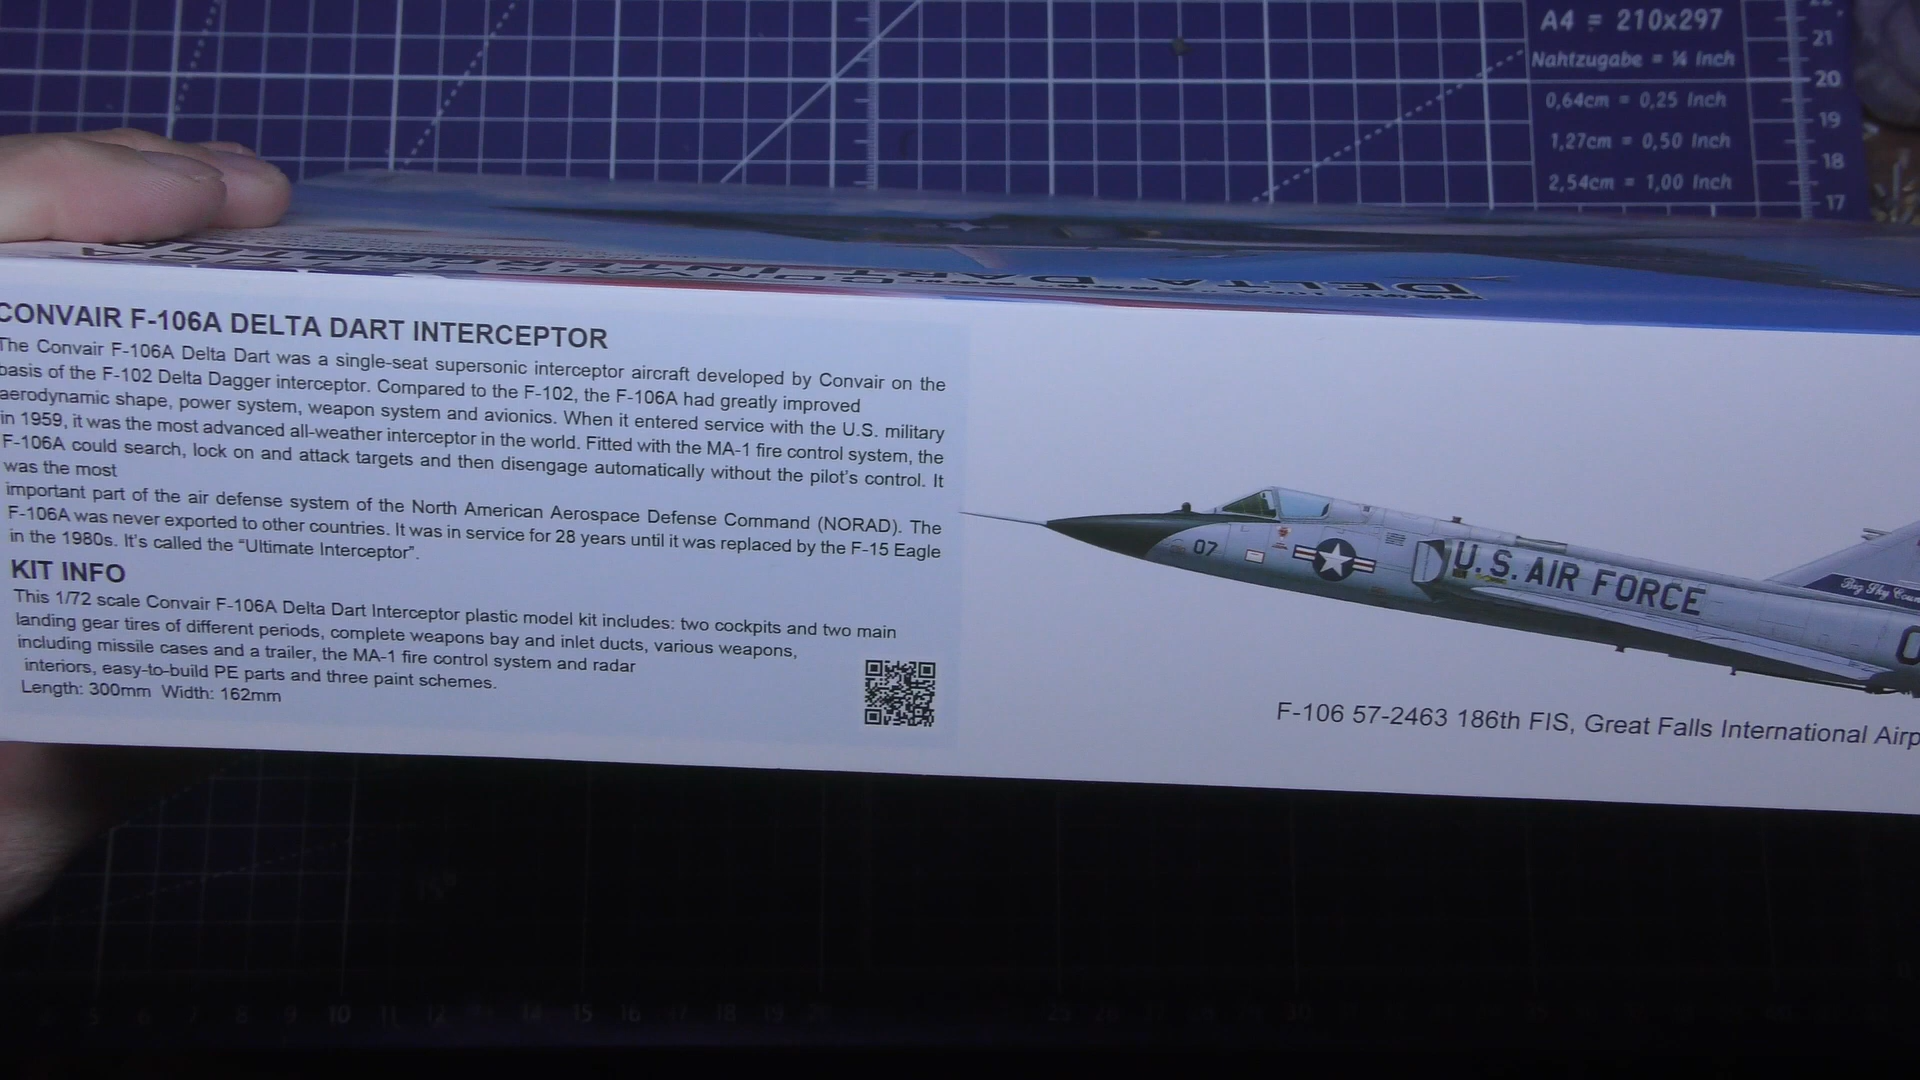 A4 = 210x297
Nahtzugabe = ¼ Inch
0,64cm = 0,25 Inch
1,27cm = 0,50 Inch
2,54cm = 1,00 Inch
21
20
19
18
17
DELTA DART
CONVAIR F-106A DELTA DART INTERCEPTOR
The Convair F-106A Delta Dart was a single-seat supersonic interceptor aircraft developed by Convair on the
basis of the F-102 Delta Dagger interceptor. Compared to the F-102, the F-106A had greatly improved
aerodynamic shape, power system, weapon system and avionics. When it entered service with the U.S. military
in 1959, it was the most advanced all-weather interceptor in the world. Fitted with the MA-1 fire control system, the
F-106A could search, lock on and attack targets and then disengage automatically without the pilot's control. It
was the most
important part of the air defense system of the North American Aerospace Defense Command (NORAD). The
F-106A was never exported to other countries. It was in service for 28 years until it was replaced by the F-15 Eagle
in the 1980s. It's called the “Ultimate Interceptor”.
KIT INFO
This 1/72 scale Convair F-106A Delta Dart Interceptor plastic model kit includes: two cockpits and two main
landing gear tires of different periods, complete weapons bay and inlet ducts, various weapons,
including missile cases and a trailer, the MA-1 fire control system and radar
interiors, easy-to-build PE parts and three paint schemes.
Length: 300mm Width: 162mm
07
U.S. AIR FORCE
Big Sky
F-106 57-2463 186th FIS, Great Falls International Airp
10